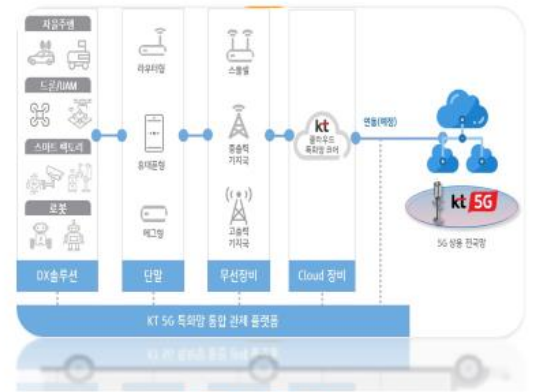 자율주행
드론/UAM
스마트 팩토리
로봇
DX솔루션
라우터형
휴대폰형
테그형
단말
스몰셀
중출력
기지국
고출력
기지국
무선장비
kt
클라우드
특화망 코어
Cloud 장비
연동(예정)
kt 5G
5G 상용 전국망
KT 5G 특화망 통합 관제 플랫폼